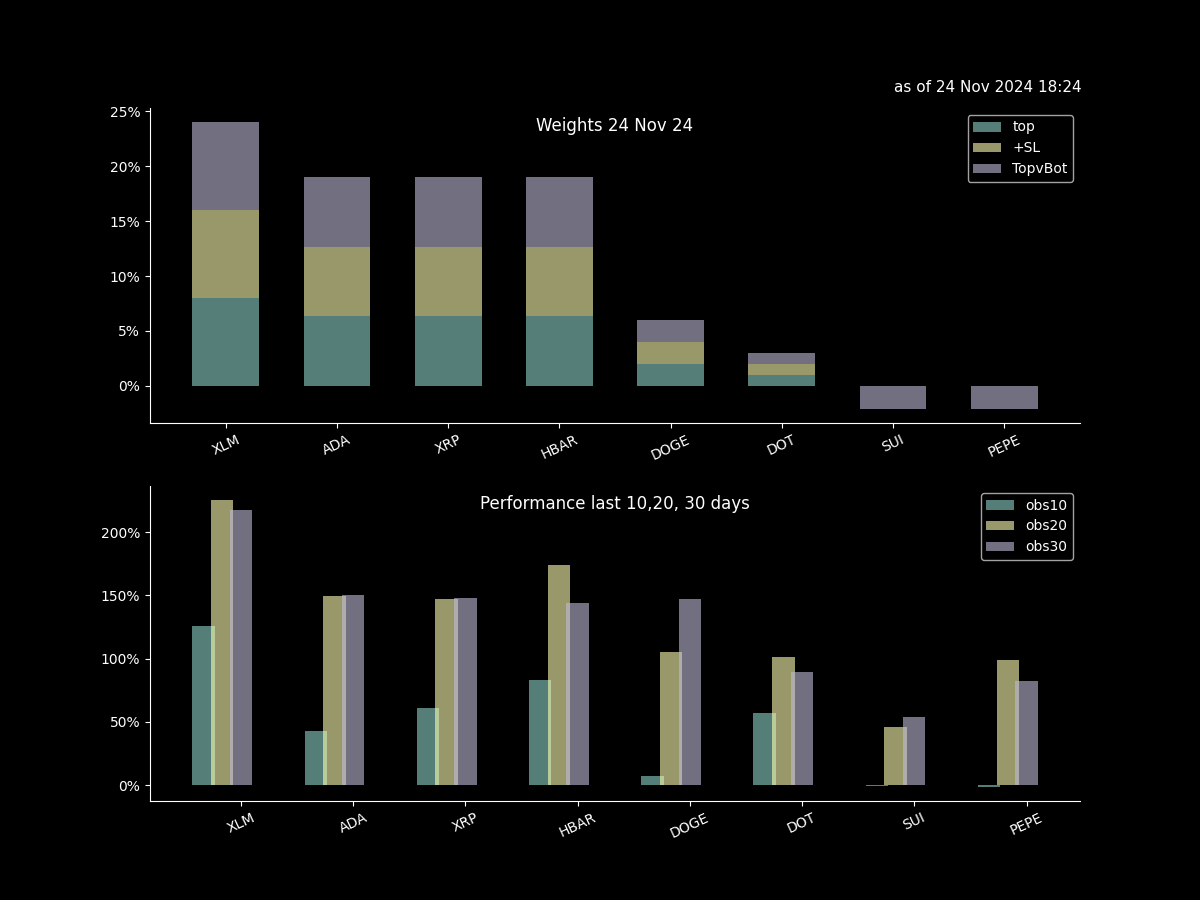 as of 24 Nov 2024 18:24
Weights 24 Nov 24
top
+SL
TopvBot
25%
20%
15%
10%
5%
0%
XLM ADA XRP HBAR DOGE DOT SUI PEPE
Performance last 10,20, 30 days
obs10
obs20
obs30
200%
150%
100%
50%
0%
XLM ADA XRP HBAR DOGE DOT SUI PEPE